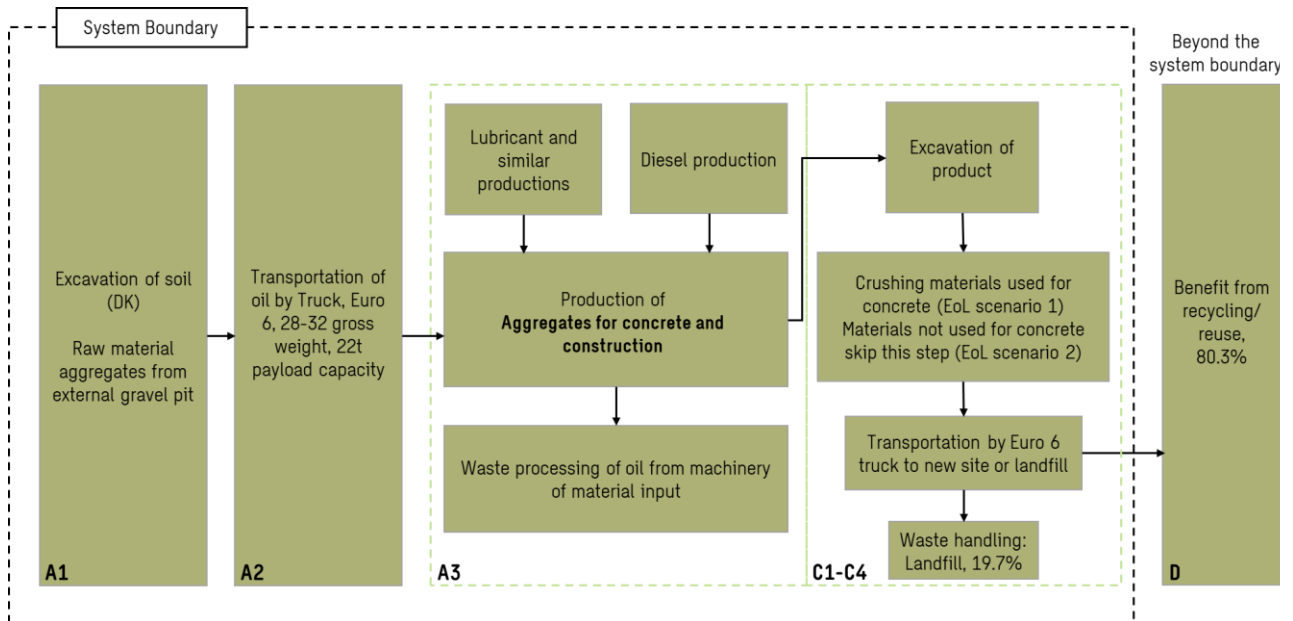 System Boundary
Beyond the
system boundary
Excavation of soil
(DK)
Raw material
aggregates from
external gravel pit
A1
Transportation of
oil by Truck, Euro
6, 28-32 gross
weight, 22t
payload capacity
A2
Lubricant and
similar
productions
Diesel production
Production of
Aggregates for concrete and
construction
Waste processing of oil from machinery
of material input
A3
Excavation of
product
Crushing materials used for
concrete (EoL scenario 1)
Materials not used for concrete
skip this step (EoL scenario 2)
Transportation by Euro 6
truck to new site or landfill
Waste handling:
Landfill, 19.7%
C1-C4
Benefit from
recycling/
reuse,
80.3%
D